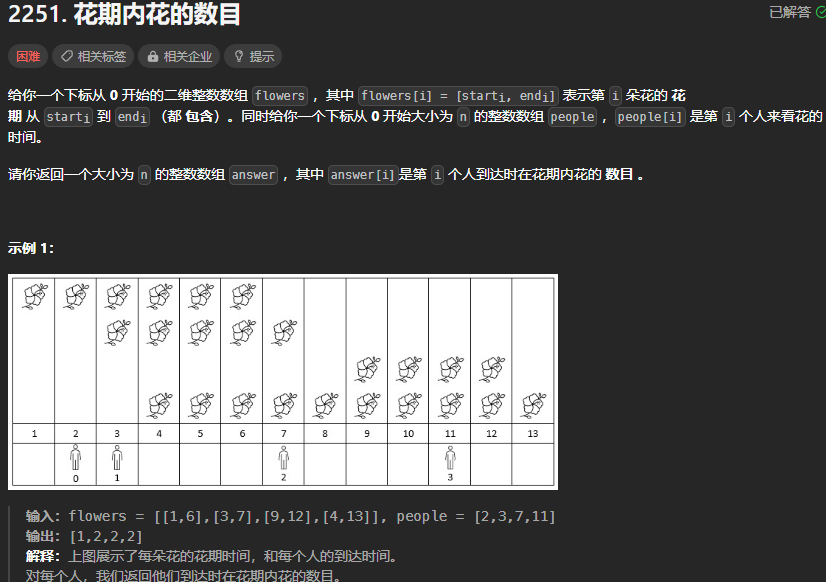 2251. 花期内花的数目
已解答
困难 相关标签 相关企业 提示
给你一个下标从 0 开始的二维整数数组 flowers ，其中 flowers[i] = [starti, endi] 表示第 i 朵花的 花
期 从 starti 到 endi （都 包含）。同时给你一个下标从 0 开始大小为 n 的整数数组 people ，people[i] 是第 i 个人来看花的
时间。
请你返回一个大小为 n 的整数数组 answer ，其中 answer[i]是第 i 个人到达时在花期内花的 数目 。
示例 1：
1 2 3 4 5 6 7 8 9 10 11 12 13
0 1 2 3
输入：flowers = [[1,6],[3,7],[9,12],[4,13]], people = [2,3,7,11]
输出：[1,2,2,2]
解释：上图展示了每朵花的花期时间，和每个人的到达时间。
对每个人，我们返回他们到达时在花期内花的数目。